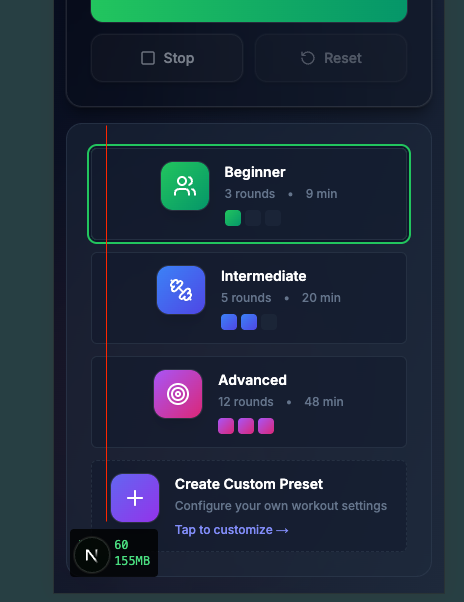 Stop
Reset
Beginner
3 rounds • 9 min
Intermediate
5 rounds • 20 min
Advanced
12 rounds • 48 min
Create Custom Preset
Configure your own workout settings
Tap to customize →
N
60
155MB